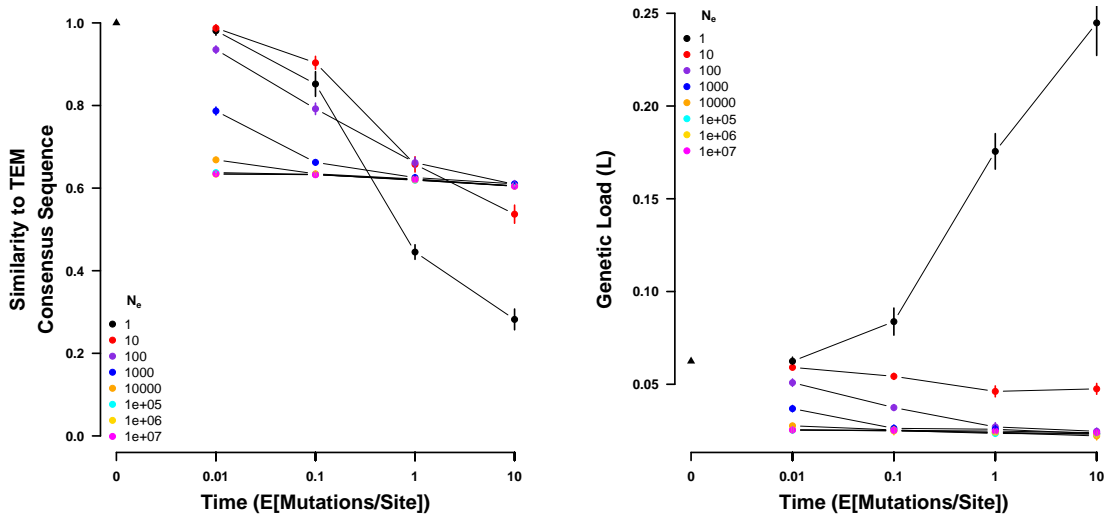 1.0
0.8
0.6
0.4
0.2
0.0
Similarity to TEM
Consensus Sequence
Ne
1
10
100
1000
10000
1e+05
1e+06
1e+07
0 0.01 0.1 1 10
Time (E[Mutations/Site])
Ne
1
10
100
1000
10000
1e+05
1e+06
1e+07
0.25
0.20
0.15
0.10
0.05
Genetic Load (L)
0 0.01 0.1 1 10
Time (E[Mutations/Site])